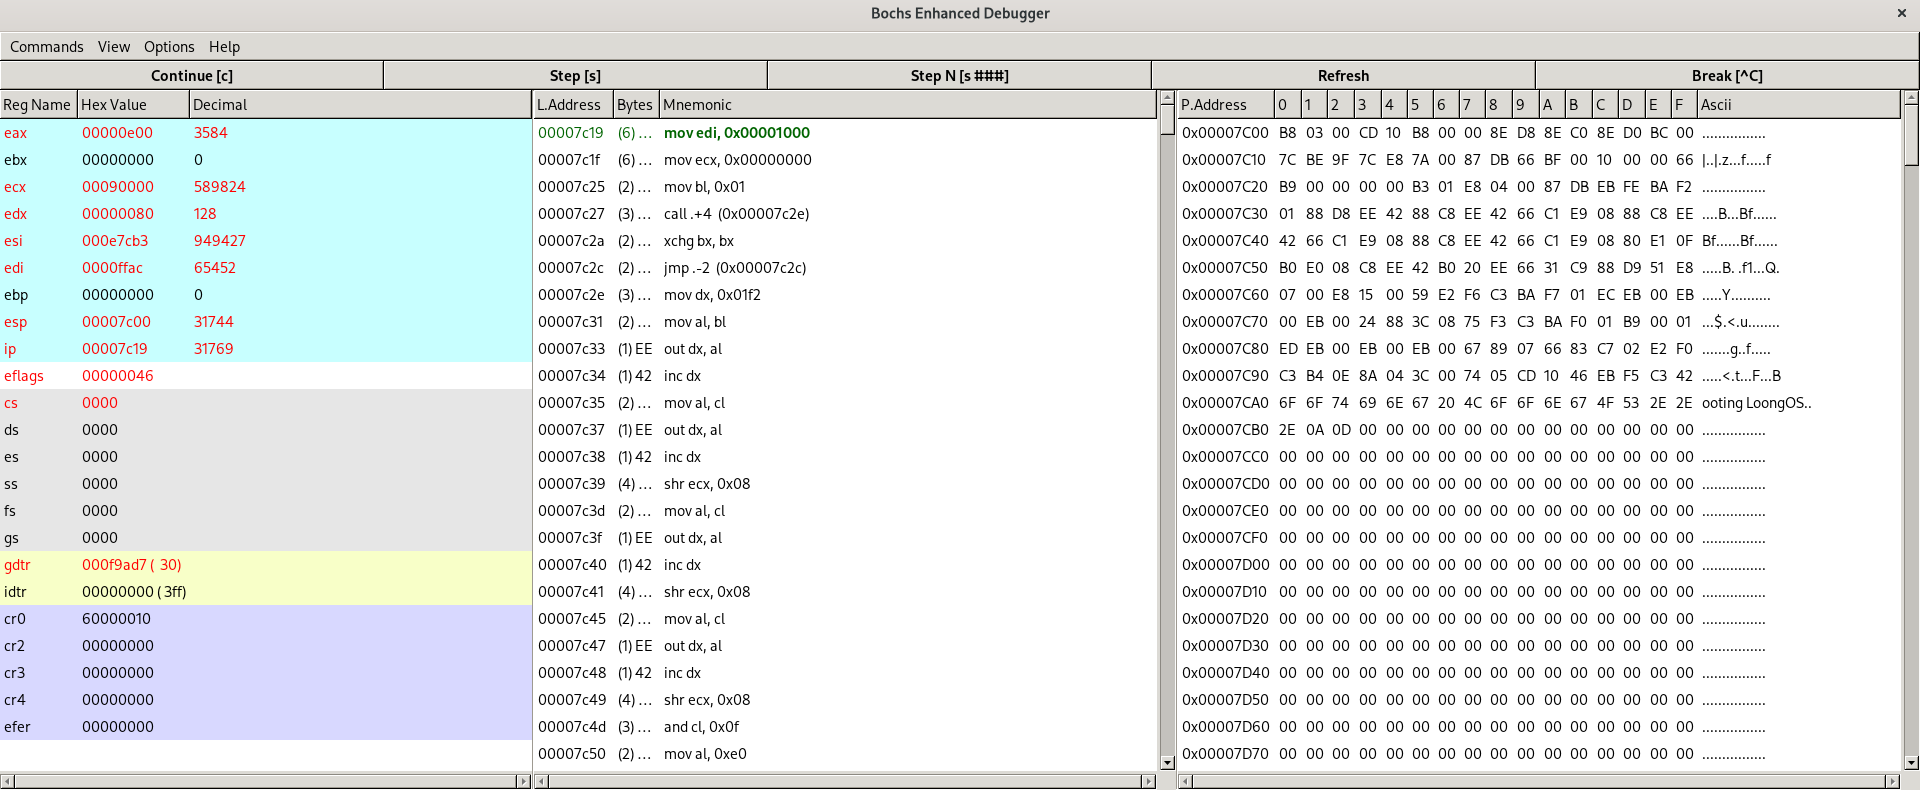 Bochs Enhanced Debugger ×
Commands View Options Help
Continue [c] Step [s] Step N [s ###] Refresh Break [^C]
Reg Name Hex Value Decimal L.Address Bytes Mnemonic P.Address 0 1 2 3 4 5 6 7 8 9 A B C D E F Ascii
eax 00000e00 3584 00007c19 (6) ... mov edi, 0x00001000 0x00007C00 B8 03 00 CD 10 B8 00 00 8E D8 8E C0 8E D0 BC 00 ................
ebx 00000000 0 00007c1f (6) ... mov ecx, 0x00000000 0x00007C10 7C BE 9F 7C E8 7A 00 87 DB 66 BF 00 10 00 00 66 |..|.z...f.....f
ecx 00090000 589824 00007c25 (2) ... mov bl, 0x01 0x00007C20 B9 00 00 00 00 B3 01 E8 04 00 87 DB EB FE BA F2 ................
edx 00000080 128 00007c27 (3) ... call .+4 (0x00007c2e) 0x00007C30 01 88 D8 EE 42 88 C8 EE 42 66 C1 E9 08 88 C8 EE ....B...Bf......
esi 000e7cb3 949427 00007c2a (2) ... xchg bx, bx 0x00007C40 42 66 C1 E9 08 88 C8 EE 42 66 C1 E9 08 80 E1 0F Bf......Bf......
edi 0000ffac 65452 00007c2c (2) ... jmp .-2 (0x00007c2c) 0x00007C50 B0 E0 08 C8 EE 42 B0 20 EE 66 31 C9 88 D9 51 E8 .....B. .f1...Q.
ebp 00000000 0 00007c2e (3) ... mov dx, 0x01f2 0x00007C60 07 00 E8 15 00 59 E2 F6 C3 BA F7 01 EC EB 00 EB .....Y..........
esp 00007c00 31744 00007c31 (2) ... mov al, bl 0x00007C70 00 EB 00 24 88 3C 08 75 F3 C3 BA F0 01 B9 00 01 ...$.<.u........
ip 00007c19 31769 00007c33 (1) EE out dx, al 0x00007C80 ED EB 00 EB 00 EB 00 67 89 07 66 83 C7 02 E2 F0 .......g..f.....
eflags 00000046 00007c34 (1) 42 inc dx 0x00007C90 C3 B4 0E 8A 04 3C 00 74 05 CD 10 46 EB F5 C3 42 .....<.t...F...B
cs 0000 00007c35 (2) ... mov al, cl 0x00007CA0 6F 6F 74 69 6E 67 20 4C 6F 6F 6E 67 4F 53 2E 2E ooting LoongOS..
ds 0000 00007c37 (1) EE out dx, al 0x00007CB0 2E 0A 0D 00 00 00 00 00 00 00 00 00 00 00 00 00 ................
es 0000 00007c38 (1) 42 inc dx 0x00007CC0 00 00 00 00 00 00 00 00 00 00 00 00 00 00 00 00 ................
ss 0000 00007c39 (4) ... shr ecx, 0x08 0x00007CD0 00 00 00 00 00 00 00 00 00 00 00 00 00 00 00 00 ................
fs 0000 00007c3d (2) ... mov al, cl 0x00007CE0 00 00 00 00 00 00 00 00 00 00 00 00 00 00 00 00 ................
gs 0000 00007c3f (1) EE out dx, al 0x00007CF0 00 00 00 00 00 00 00 00 00 00 00 00 00 00 00 00 ................
gdtr 000f9ad7 ( 30) 00007c40 (1) 42 inc dx 0x00007D00 00 00 00 00 00 00 00 00 00 00 00 00 00 00 00 00 ................
idtr 00000000 ( 3ff) 00007c41 (4) ... shr ecx, 0x08 0x00007D10 00 00 00 00 00 00 00 00 00 00 00 00 00 00 00 00 ................
cr0 60000010 00007c45 (2) ... mov al, cl 0x00007D20 00 00 00 00 00 00 00 00 00 00 00 00 00 00 00 00 ................
cr2 00000000 00007c47 (1) EE out dx, al 0x00007D30 00 00 00 00 00 00 00 00 00 00 00 00 00 00 00 00 ................
cr3 00000000 00007c48 (1) 42 inc dx 0x00007D40 00 00 00 00 00 00 00 00 00 00 00 00 00 00 00 00 ................
cr4 00000000 00007c49 (4) ... shr ecx, 0x08 0x00007D50 00 00 00 00 00 00 00 00 00 00 00 00 00 00 00 00 ................
efer 00000000 00007c4d (3) ... and cl, 0x0f 0x00007D60 00 00 00 00 00 00 00 00 00 00 00 00 00 00 00 00 ................
00007c50 (2) ... mov al, 0xe0 0x00007D70 00 00 00 00 00 00 00 00 00 00 00 00 00 00 00 00 ................